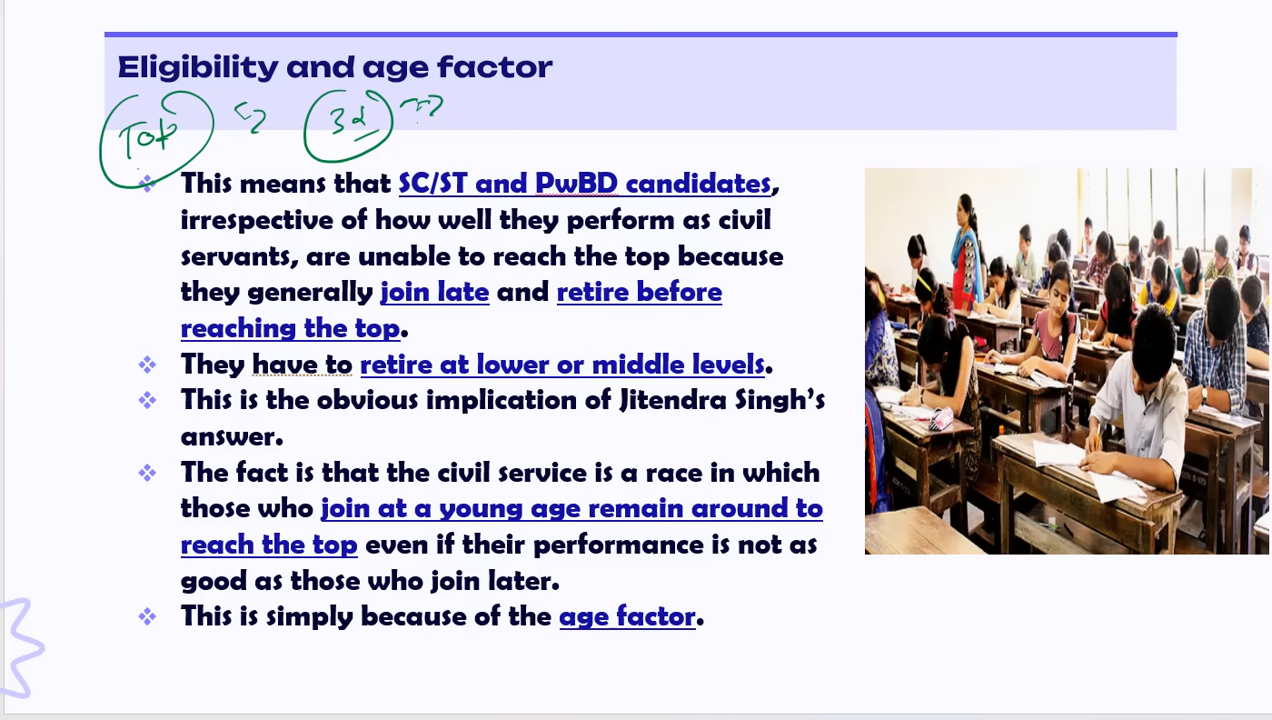 Eligibility and age factor
Top
This means that SC/ST and PwBD candidates,
irrespective of how well they perform as civil
servants, are unable to reach the top because
they generally join late and retire before
reaching the top.
They have to retire at lower or middle levels.
This is the obvious implication of Jitendra Singh’s
answer.
The fact is that the civil service is a race in which
those who join at a young age remain around to
reach the top even if their performance is not as
good as those who join later.
This is simply because of the age factor.